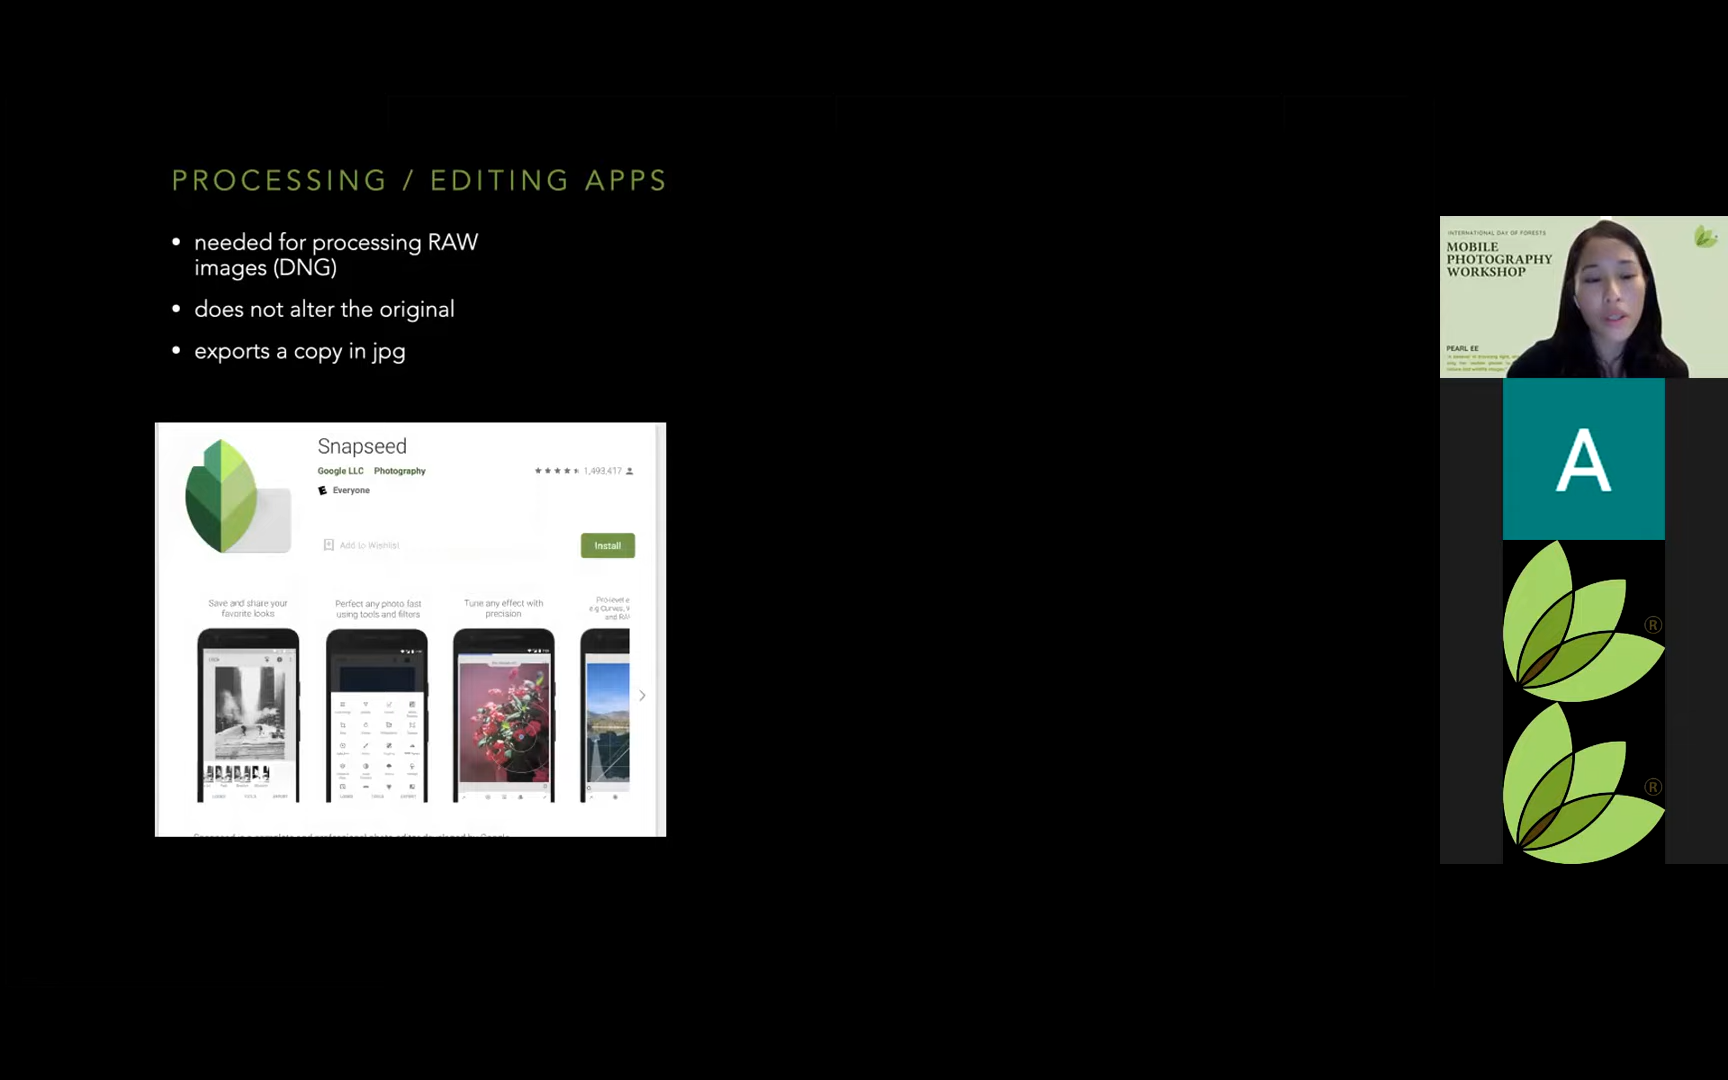 PROCESSING / EDITING APPS
• needed for processing RAW
images (DNG)
• does not alter the original
• exports a copy in jpg
Snapseed
Google LLC Photography
1,493,417
Everyone
Add to Wishlist
Install
Save and share your
favorite looks
Perfect any photo fast
using tools and filters
Tune any effect with
precision
INTERNATIONAL DAY OF FORESTS
MOBILE
PHOTOGRAPHY
WORKSHOP
PEARL EE
A
®
®